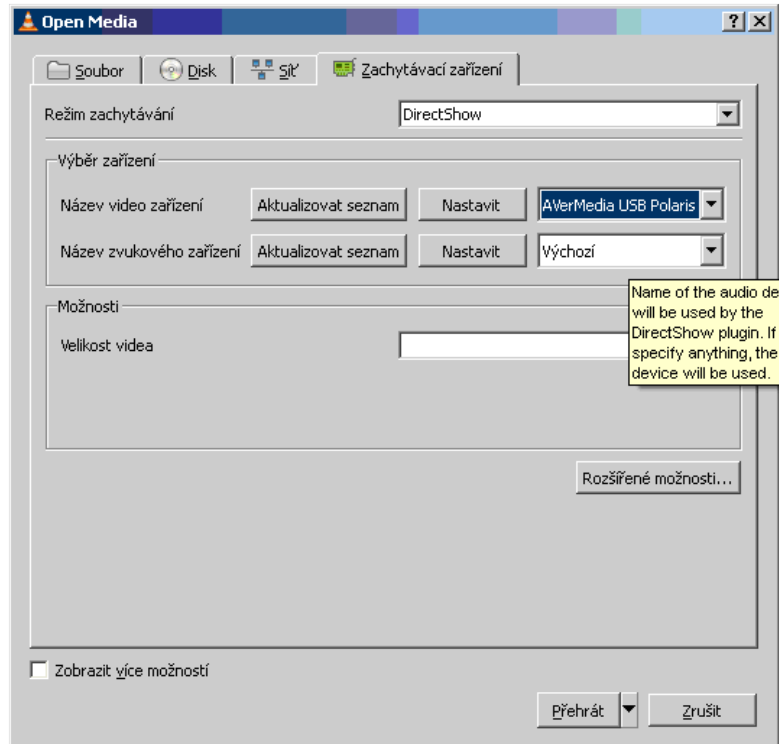 Open Media
Soubor Disk Síť Zachytávací zařízení
Režim zachytávání DirectShow
Výběr zařízení
Název video zařízení Aktualizovat seznam Nastavit AVerMedia USB Polaris
Název zvukového zařízení Aktualizovat seznam Nastavit Výchozí
Možnosti
Velikost videa
Name of the audio de
will be used by the
DirectShow plugin. If
specify anything, the
device will be used.
Rozšířené možnosti...
Zobrazit více možností
Přehrát Zrušit